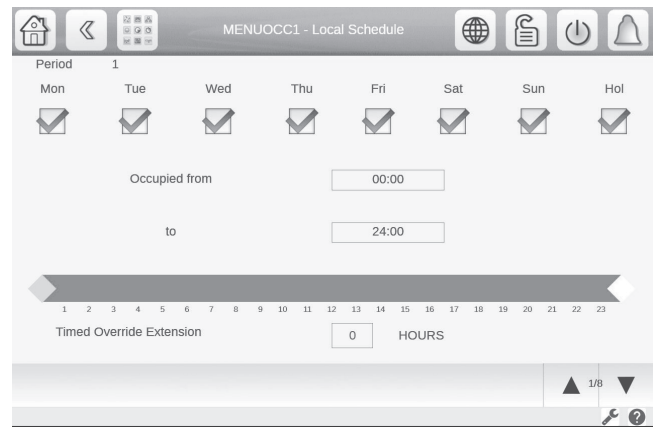 MENUOCC1 - Local Schedule
Period 1
Mon Tue Wed Thu Fri Sat Sun Hol
Occupied from 00:00
to 24:00
1 2 3 4 5 6 7 8 9 10 11 12 13 14 15 16 17 18 19 20 21 22 23
Timed Override Extension 0 HOURS
1/8
?